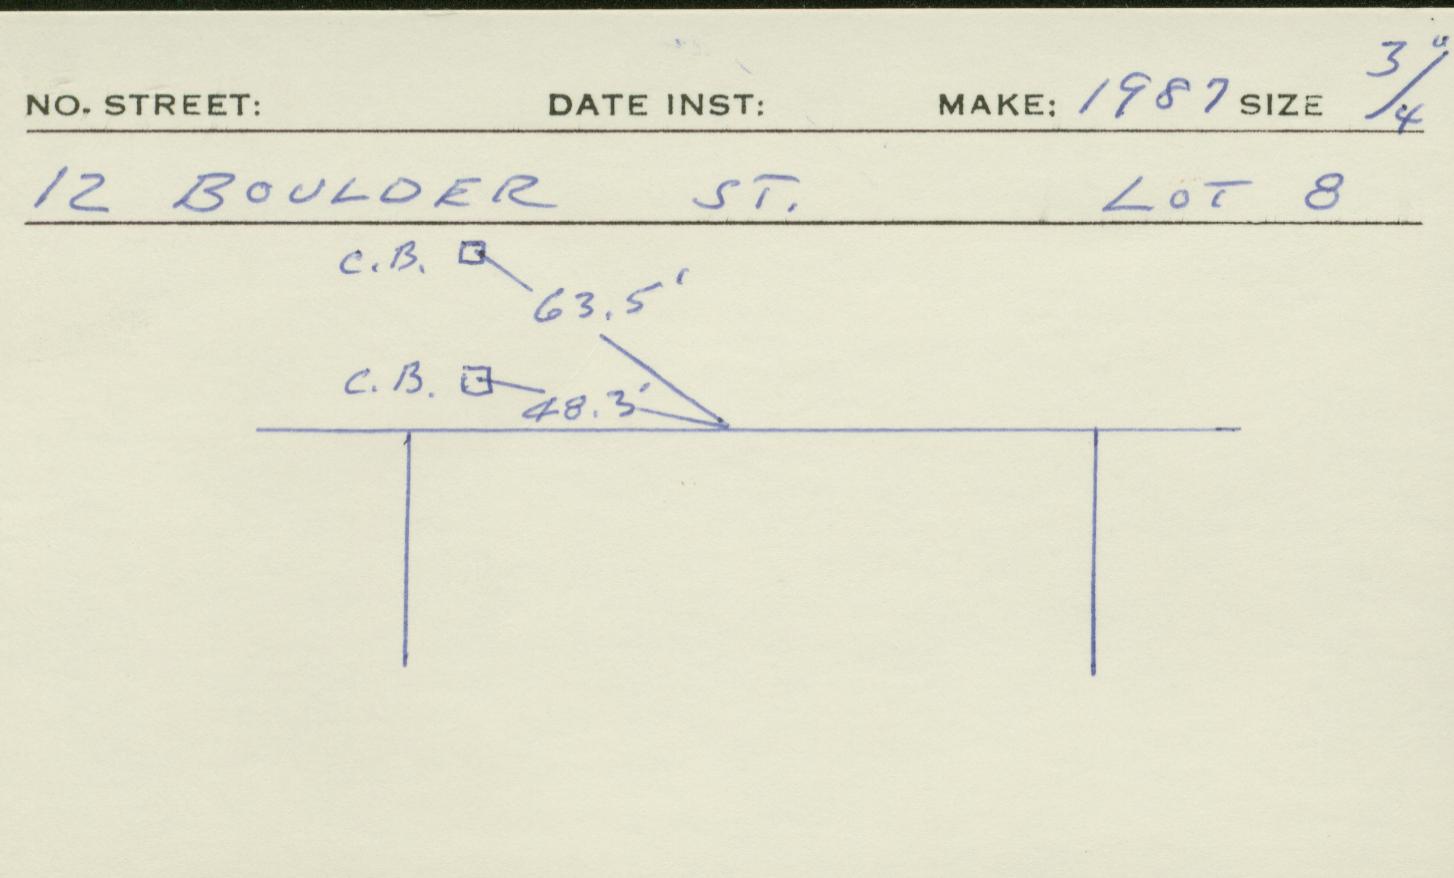 NO. STREET: DATE INST: MAKE: 1987 SIZE 3/4"
12 BOULDER ST. LOT 8
C.B. 63.5'
C.B. 48.3'